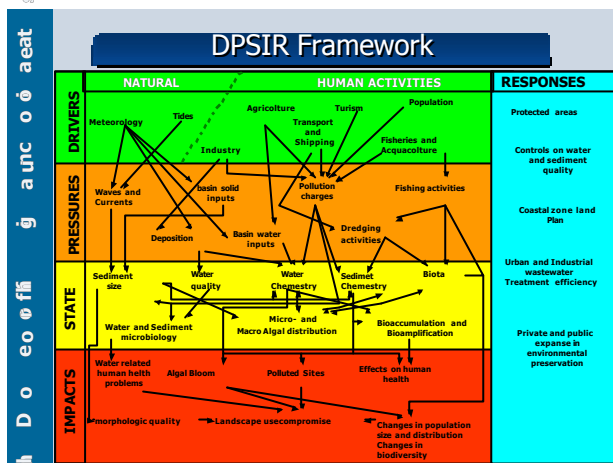 DPSIR Framework
NATURAL
HUMAN ACTIVITIES
RESPONSES
DRIVERS
Meteorology
Tides
Industry
Agriculture
Transport
and
Shipping
Turism
Population
Fisheries and
Acquacolture
PRESSURES
Waves and
Currents
basin solid
inputs
Pollution
charges
Fishing activities
Deposition
Basin water
inputs
Dredging
activities
STATE
Sediment
size
Water
quality
Water
Chemestry
Sedimet
Chemestry
Biota
Water and Sediment
microbiology
Micro- and
Macro Algal distribution
Bioaccumulation and
Bioamplification
IMPACTS
Water related
human helth
problems
Algal Bloom
Polluted Sites
Effects on human
health
morphologic quality
Landscape usecompromise
Changes in population
size and distribution
Changes in
biodiversity
Protected areas
Controls on water
and sediment
quality
Coastal zone land
Plan
Urban and Industrial
wastewater
Treatment efficiency
Private and public
expanse in
environmental
preservation